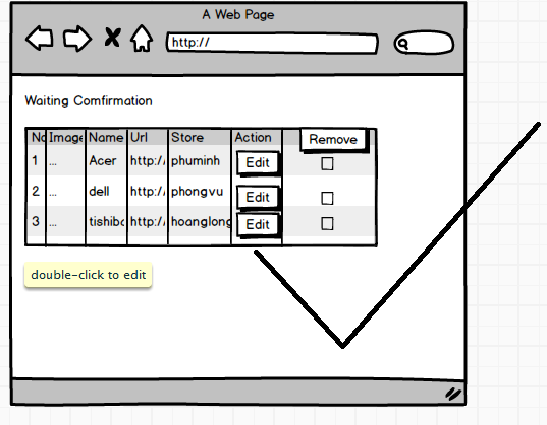 A Web Page
http://
Waiting Comfirmation
No Image Name Url Store Action Remove
1 ... Acer http:/ phuminh Edit
2 ... dell http:/ phongvu Edit
3 ... tishibo http:/ hoanglong Edit
double-click to edit